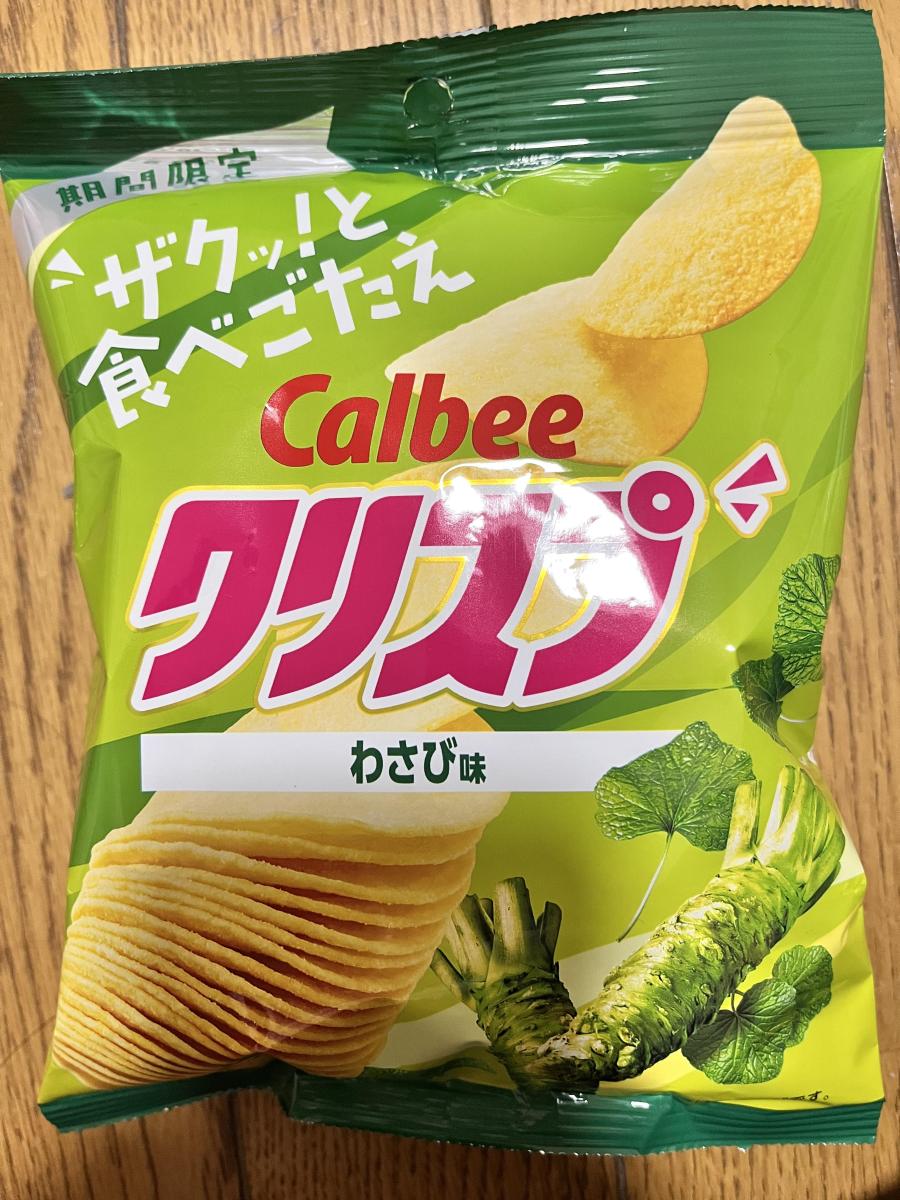 期間限定
ザクッ!と
食べごたえ
Calbee
クリスプ
わさび味